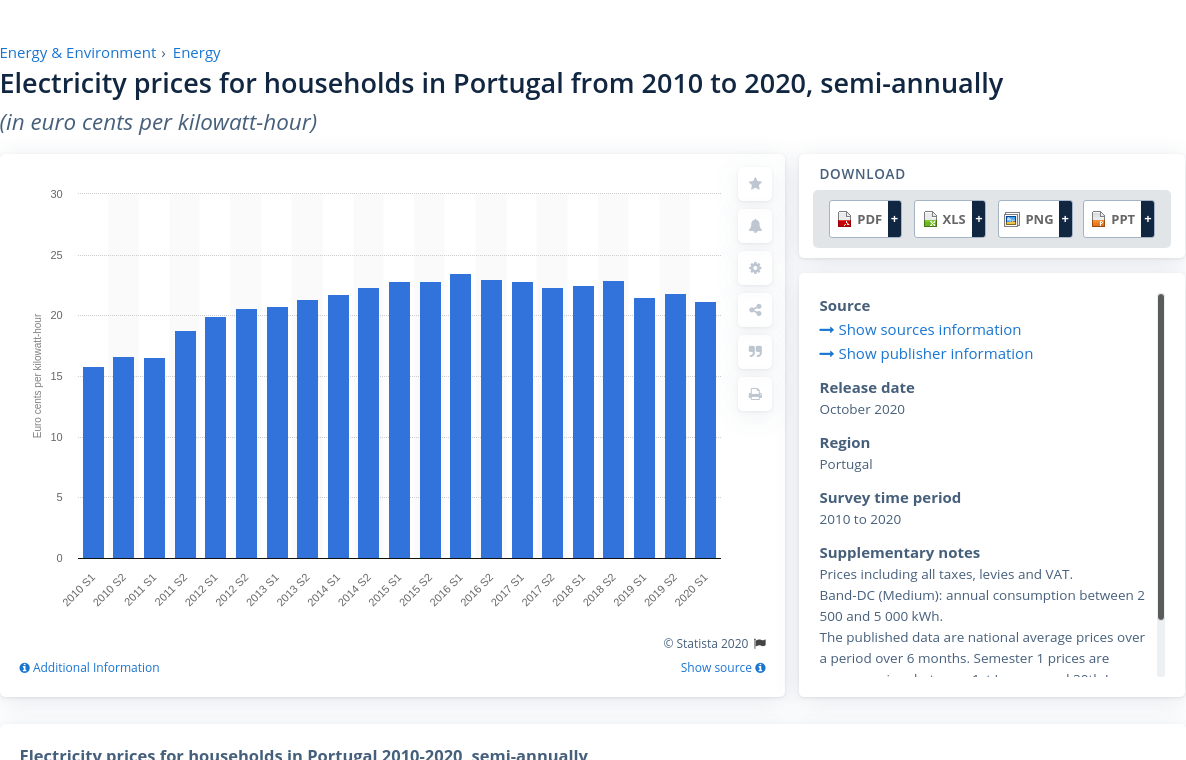 Energy & Environment › Energy
Electricity prices for households in Portugal from 2010 to 2020, semi-annually
(in euro cents per kilowatt-hour)
30
25
20
15
10
5
0
Euro cents per kilowatt-hour
2010 S1
2010 S2
2011 S1
2011 S2
2012 S1
2012 S2
2013 S1
2013 S2
2014 S1
2014 S2
2015 S1
2015 S2
2016 S1
2016 S2
2017 S1
2017 S2
2018 S1
2018 S2
2019 S1
2019 S2
2020 S1
© Statista 2020
Additional Information
Show source
DOWNLOAD
PDF +
XLS +
PNG +
PPT +
Source
Show sources information
Show publisher information
Release date
October 2020
Region
Portugal
Survey time period
2010 to 2020
Supplementary notes
Prices including all taxes, levies and VAT.
Band-DC (Medium): annual consumption between 2
500 and 5 000 kWh.
The published data are national average prices over
a period over 6 months. Semester 1 prices are
Electricity prices for households in Portugal 2010-2020, semi-annually